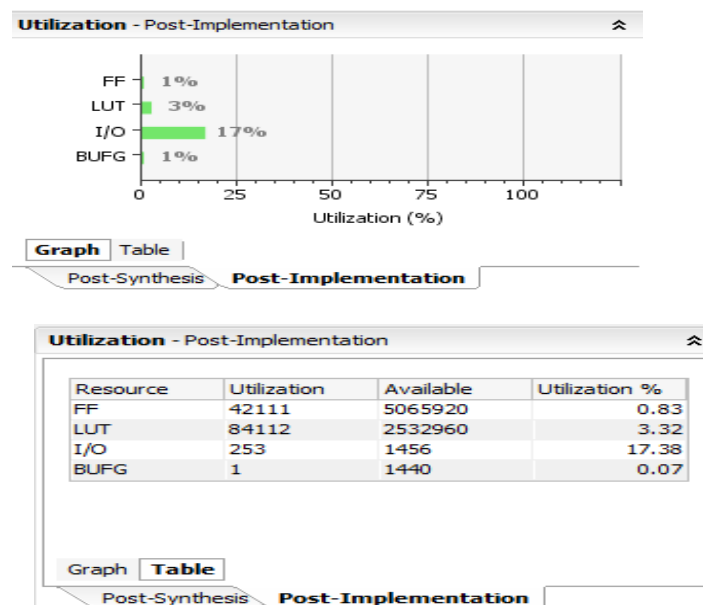 Utilization - Post-Implementation
FF 1%
LUT 3%
I/O 17%
BUFG 1%
0 25 50 75 100
Utilization (%)
Graph Table
Post-Synthesis Post-Implementation
Utilization - Post-Implementation
Resource Utilization Available Utilization %
FF 42111 5065920 0.83
LUT 84112 2532960 3.32
I/O 253 1456 17.38
BUFG 1 1440 0.07
Graph Table
Post-Synthesis Post-Implementation